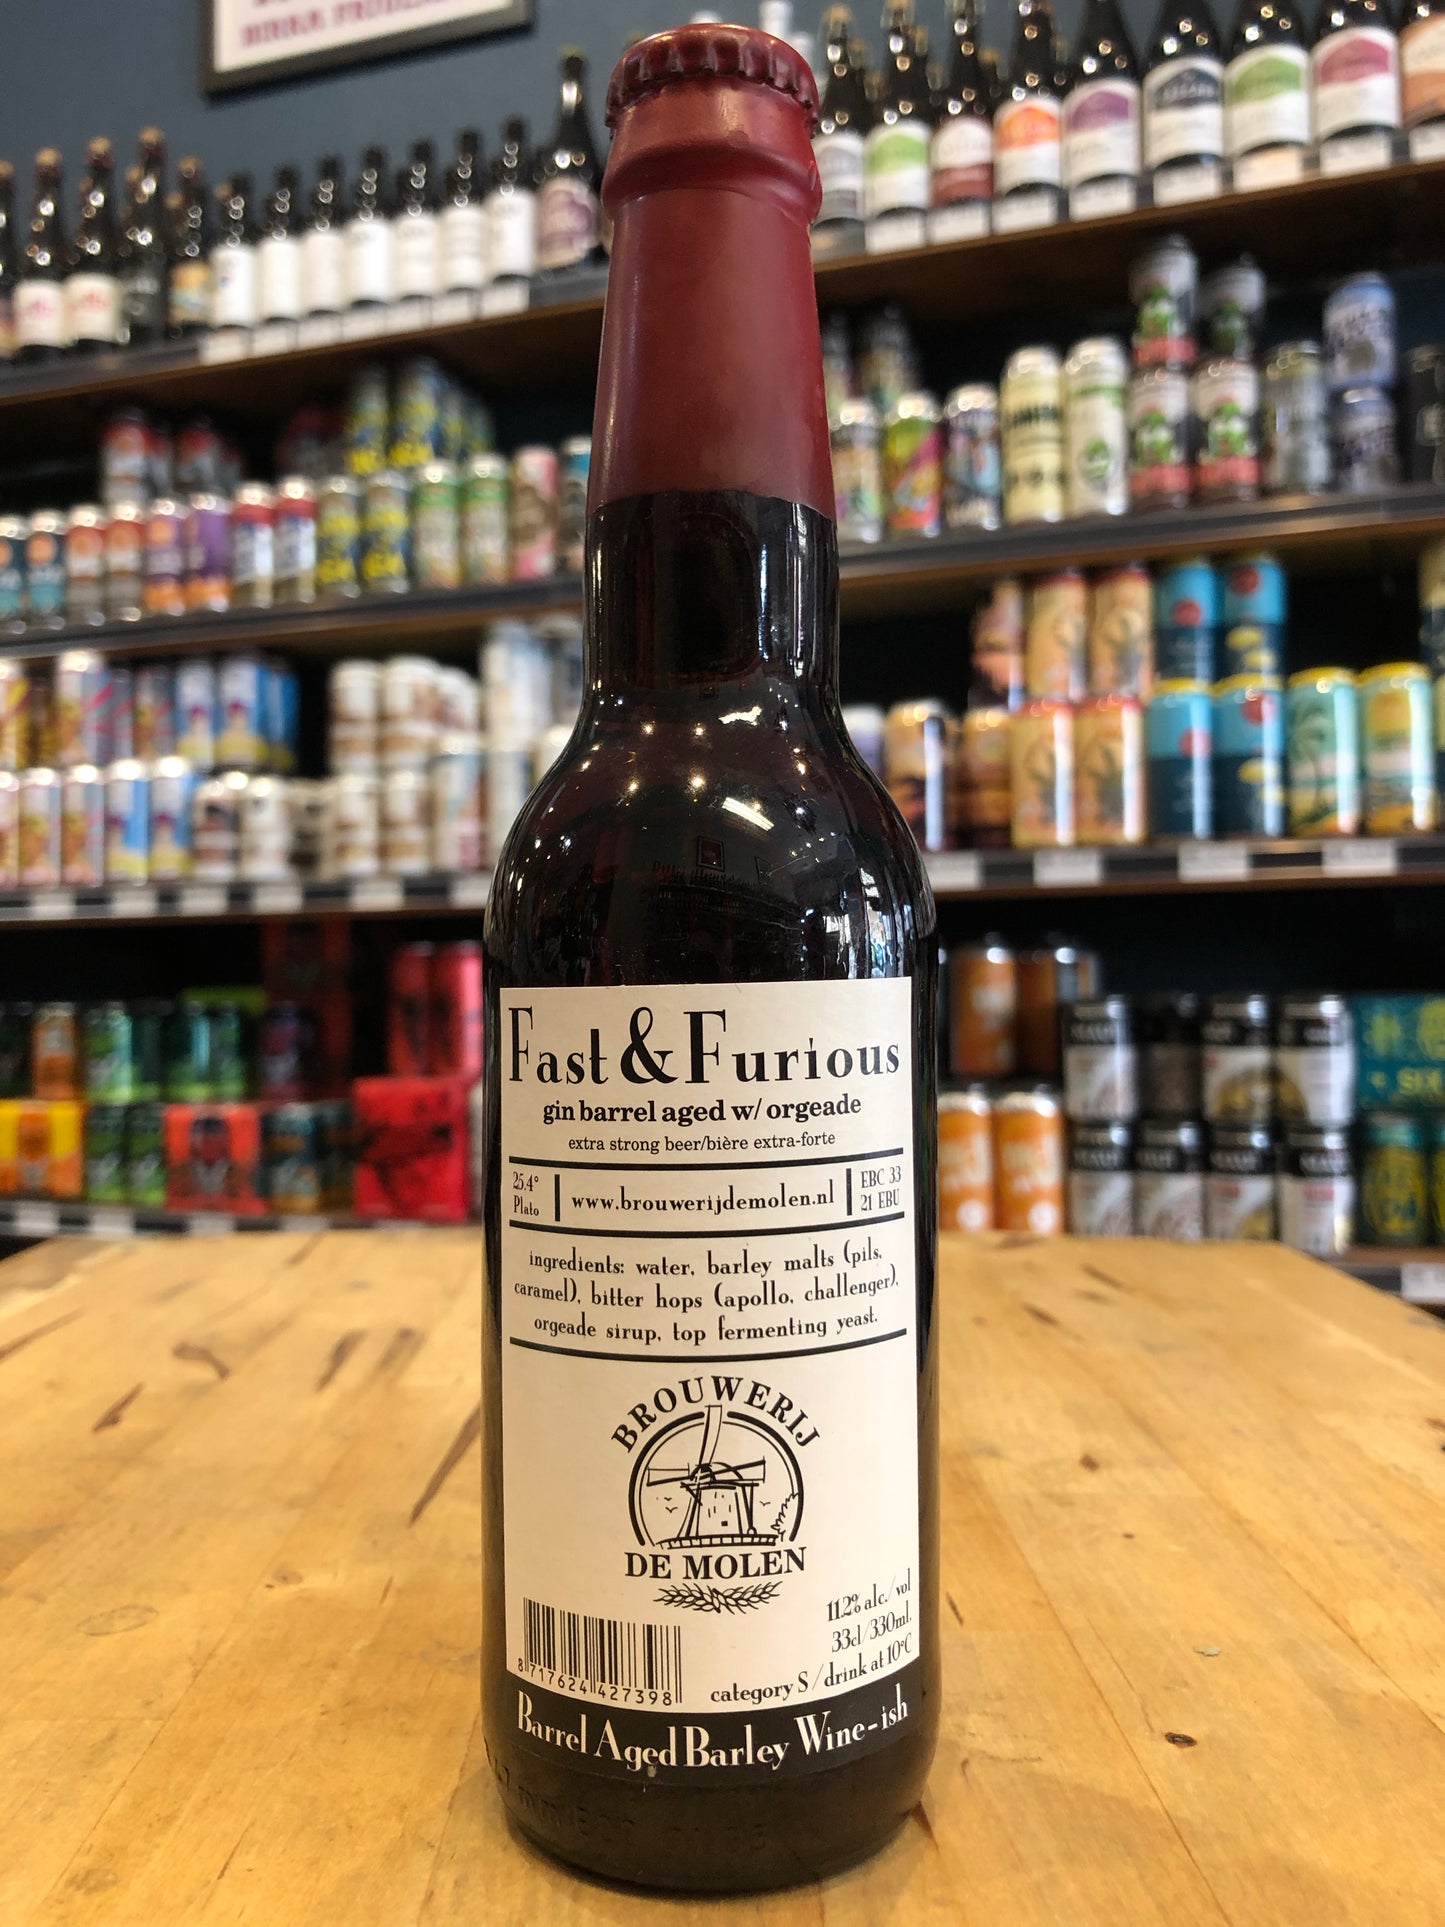 Fast & Furious
gin barrel aged w/ orgeade
extra strong beer/bière extra-forte
25.4°
Plato
www.brouwerijdemolen.nl
EBC 33
21 EBU
ingredients: water, barley malts (pils,
caramel), bitter hops (apollo, challenger),
orgeade sirup, top fermenting yeast.
BROUWERIJ
DE MOLEN
11.2% alc./vol
33cl/330ml.
category S/drink at 10°C
8 717624 427398
Barrel Aged Barley Wine-ish
SIX